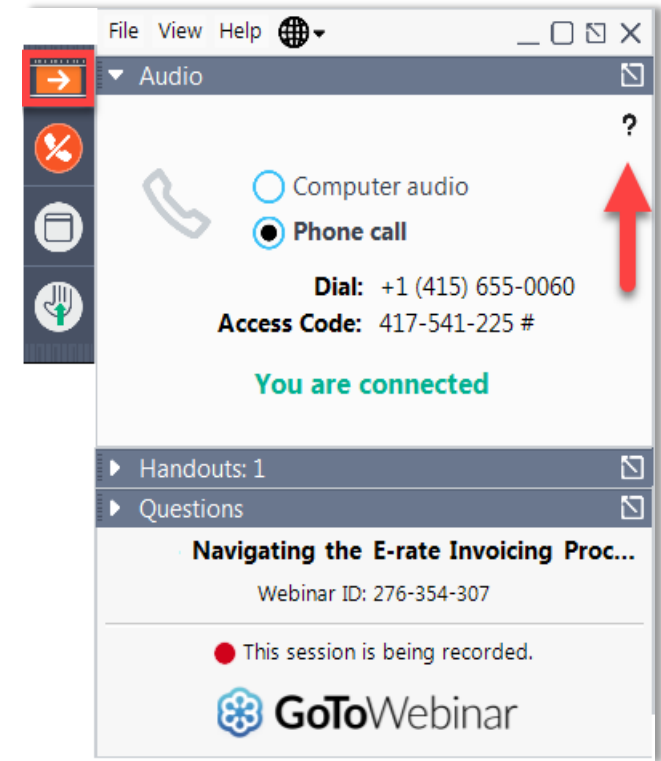 File View Help
Audio
?
Computer audio
Phone call
Dial: +1 (415) 655-0060
Access Code: 417-541-225 #
You are connected
Handouts: 1
Questions
Navigating the E-rate Invoicing Proc...
Webinar ID: 276-354-307
This session is being recorded.
GoToWebinar